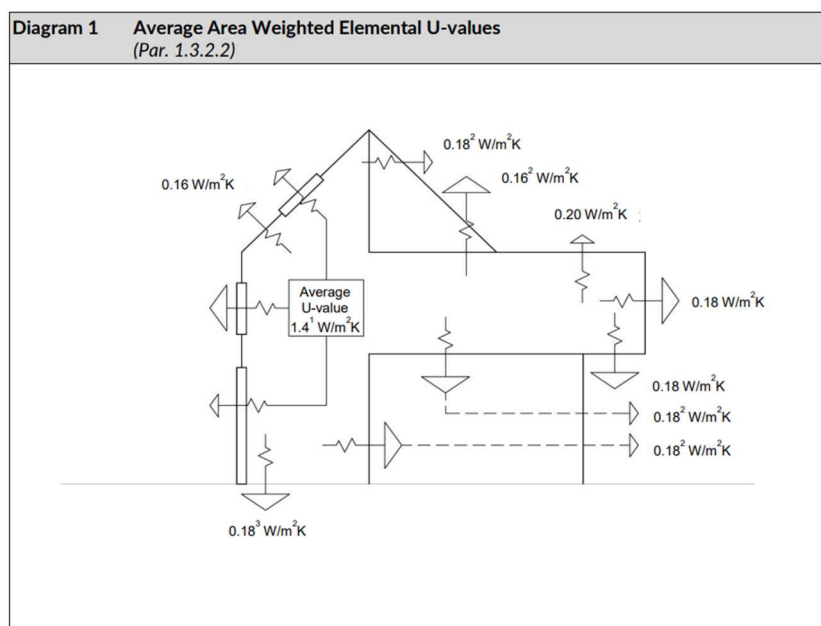 Diagram 1 Average Area Weighted Elemental U-values
(Par. 1.3.2.2)
0.18² W/m²K
0.16 W/m²K
0.16² W/m²K
0.20 W/m²K
Average
U-value
1.4¹ W/m²K
0.18 W/m²K
0.18 W/m²K
0.18² W/m²K
0.18² W/m²K
0.18³ W/m²K